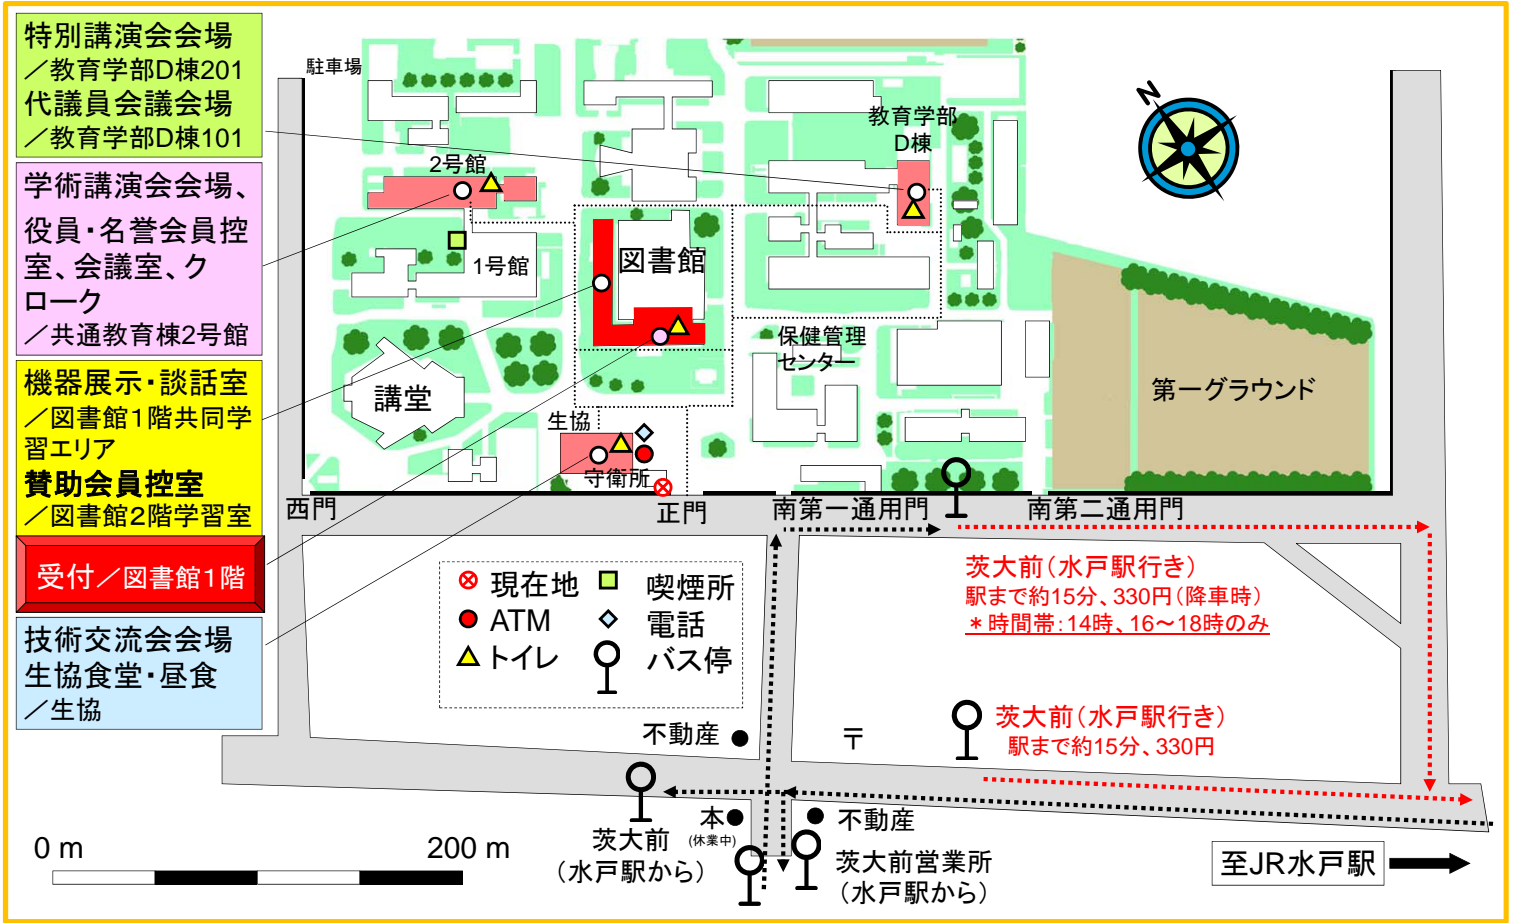 特別講演会会場
／教育学部D棟201
代議員会議会場
／教育学部D棟101
学術講演会会場、
役員・名誉会員控
室、会議室、ク
ローク
／共通教育棟2号館
機器展示・談話室
／図書館1階共同学
習エリア
賛助会員控室
／図書館2階学習室
受付／図書館1階
技術交流会会場
生協食堂・昼食
／生協
駐車場
2号館
1号館
図書館
教育学部
D棟
N
講堂
保健管理
センター
第一グラウンド
生協
守衛所
西門
正門
南第一通用門
南第二通用門
現在地
喫煙所
ATM
電話
トイレ
バス停
茨大前（水戸駅行き）
駅まで約15分、330円（降車時）
＊時間帯：14時、16～18時のみ
不動産
〒
茨大前（水戸駅行き）
駅まで約15分、330円
本
(休業中)
不動産
茨大前
（水戸駅から）
茨大前営業所
（水戸駅から）
至JR水戸駅
0 m
200 m